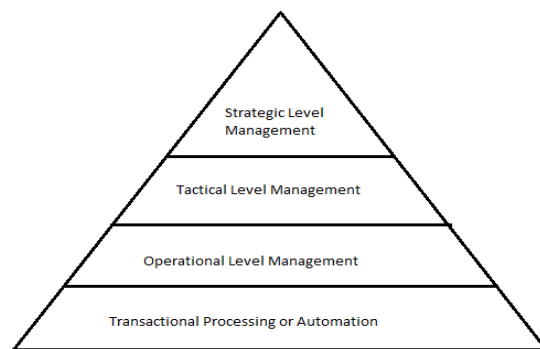 Strategic Level
Management
Tactical Level Management
Operational Level Management
Transactional Processing or Automation